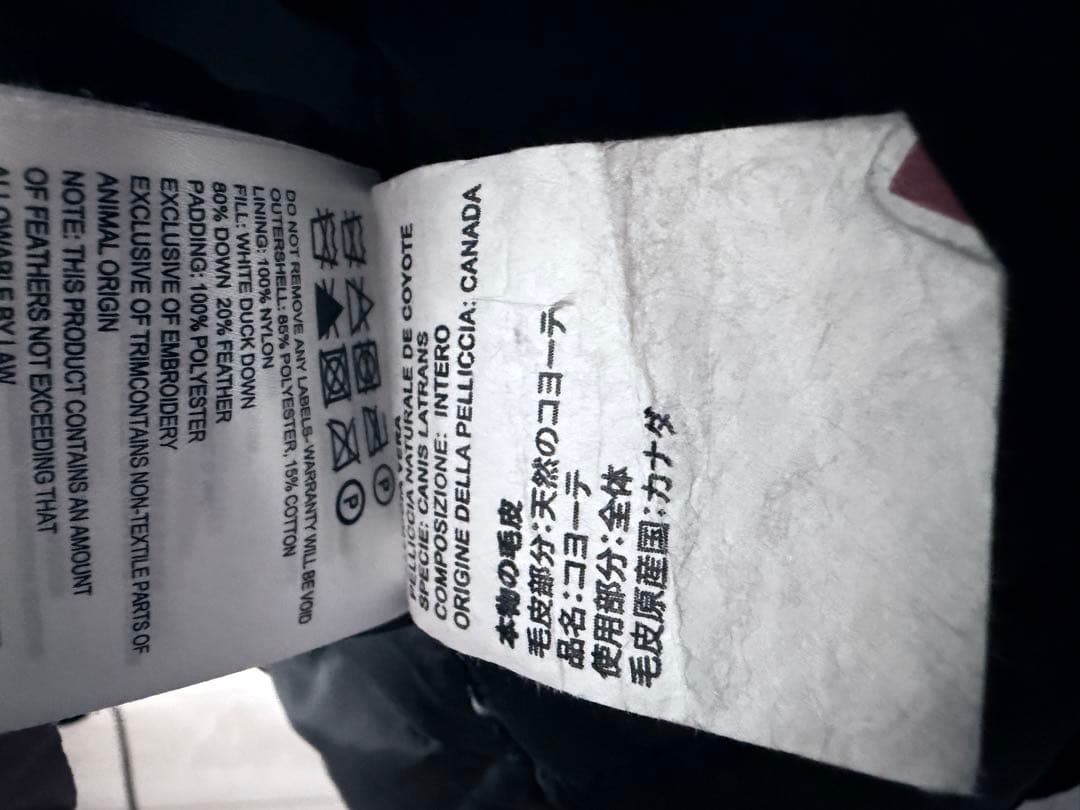 DO NOT REMOVE ANY LABELS-WARRANTY WILL BE VOID
OUTERSHELL: 85% POLYESTER, 15% COTTON
LINING: 100% NYLON
FILL: WHITE DUCK DOWN
80% DOWN 20% FEATHER
PADDING: 100% POLYESTER
EXCLUSIVE OF EMBROIDERY
EXCLUSIVE OF TRIMCONTAINS NON-TEXTILE PARTS OF
ANIMAL ORIGIN
NOTE: THIS PRODUCT CONTAINS AN AMOUNT
OF FEATHERS NOT EXCEEDING THAT
ALLOWABLE BY LAW
P
P
VERA
PELLICCIA NATURALE DE COYOTE
SPECIE: CANIS LATRANS
COMPOSIZIONE: INTERO
ORIGINE DELLA PELLICCIA: CANADA
本物の毛皮
毛皮部分:天然のコヨーテ
品名:コヨーテ
使用部分:全体
毛皮原産国:カナダ